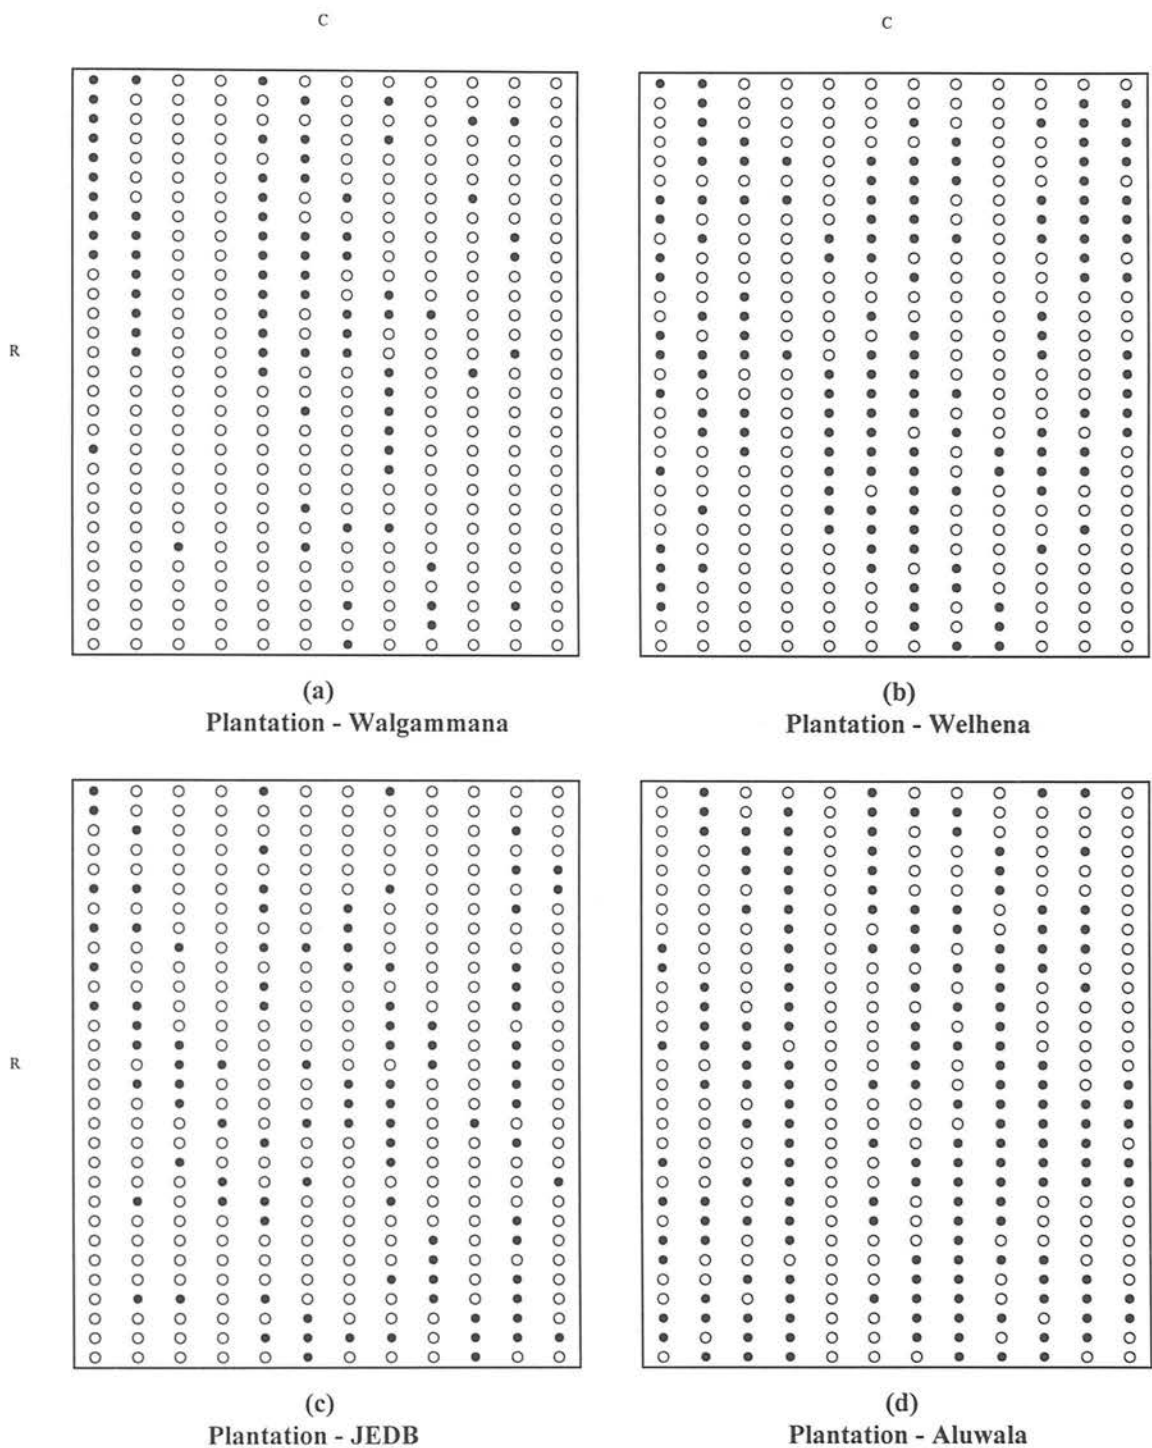 C
C
R
(a)
Plantation - Walgammana
(b)
Plantation - Welhena
R
(c)
Plantation - JEDB
(d)
Plantation - Aluwala